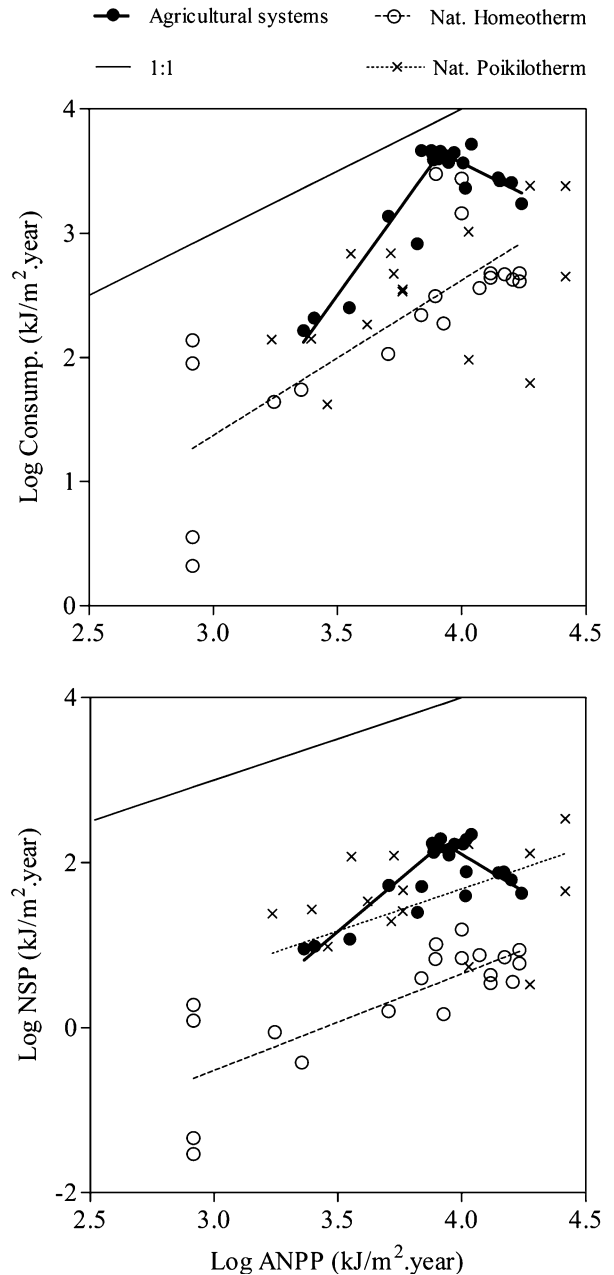 Agricultural systems Nat. Homeotherm
1:1 Nat. Poikilotherm
4
3
2
1
0
Log Consump. (kJ/m².year)
2.5 3.0 3.5 4.0 4.5
4
2
0
-2
Log NSP (kJ/m².year)
2.5 3.0 3.5 4.0 4.5
Log ANPP (kJ/m².year)